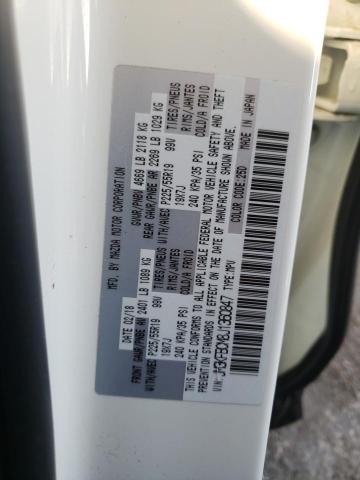 MFD BY MAZDA MOTOR CORPORATION
DATE 02/18 GVWR/PNBV 4669 LB 2118 KG
FRONT GAWR/PNBE AV 2401 LB 1089 KG REAR GAWR/PNBE AR 2269 LB 1029 KG
WITH/AVEC P225/55R19 99V TIRES/PNEUS WITH/AVEC P225/55R19 99V TIRES/PNEUS
19X7J RIMS/JANTES 19X7J RIMS/JANTES
240 KPA/35 PSI COLD/A FROID 240 KPA/35 PSI COLD/A FROID
THIS VEHICLE CONFORMS TO ALL APPLICABLE FEDERAL MOTOR VEHICLE SAFETY AND THEFT
PREVENTION STANDARDS IN EFFECT ON THE DATE OF MANUFACTURE SHOWN ABOVE.
VIN: TYPE:MPV COLOR CODE: 25D MADE IN JAPAN